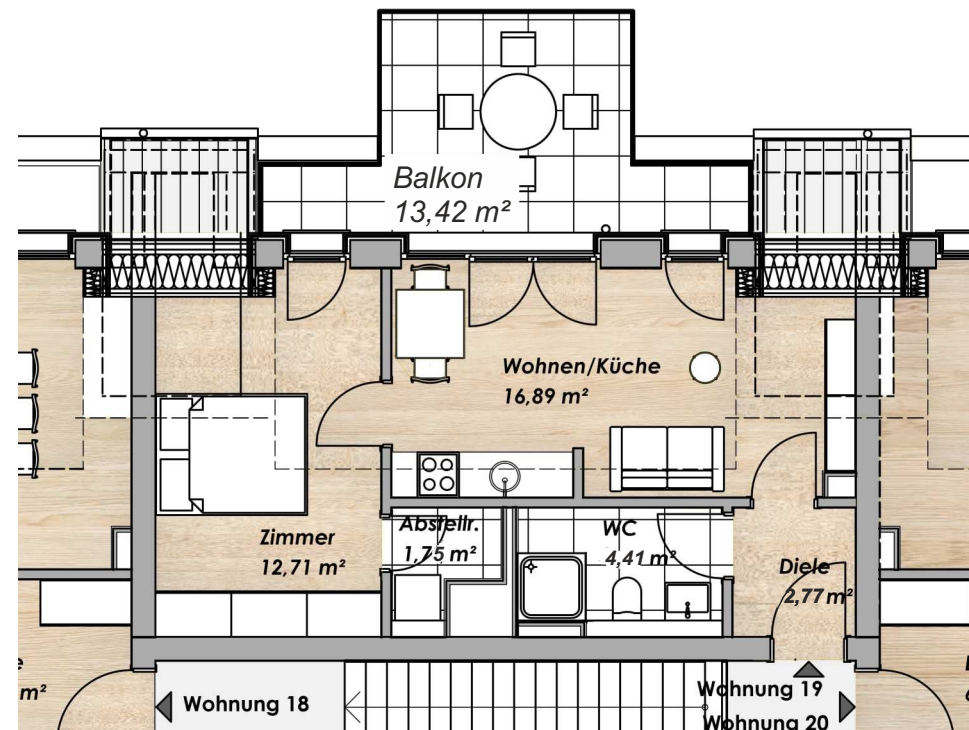 Balkon
13,42 m²
Wohnen/Küche
16,89 m²
Zimmer
12,71 m²
Abstellr.
1,75 m²
WC
4,41 m²
Diele
2,77 m²
m²
Wohnung 18
Wohnung 19
Wohnung 20